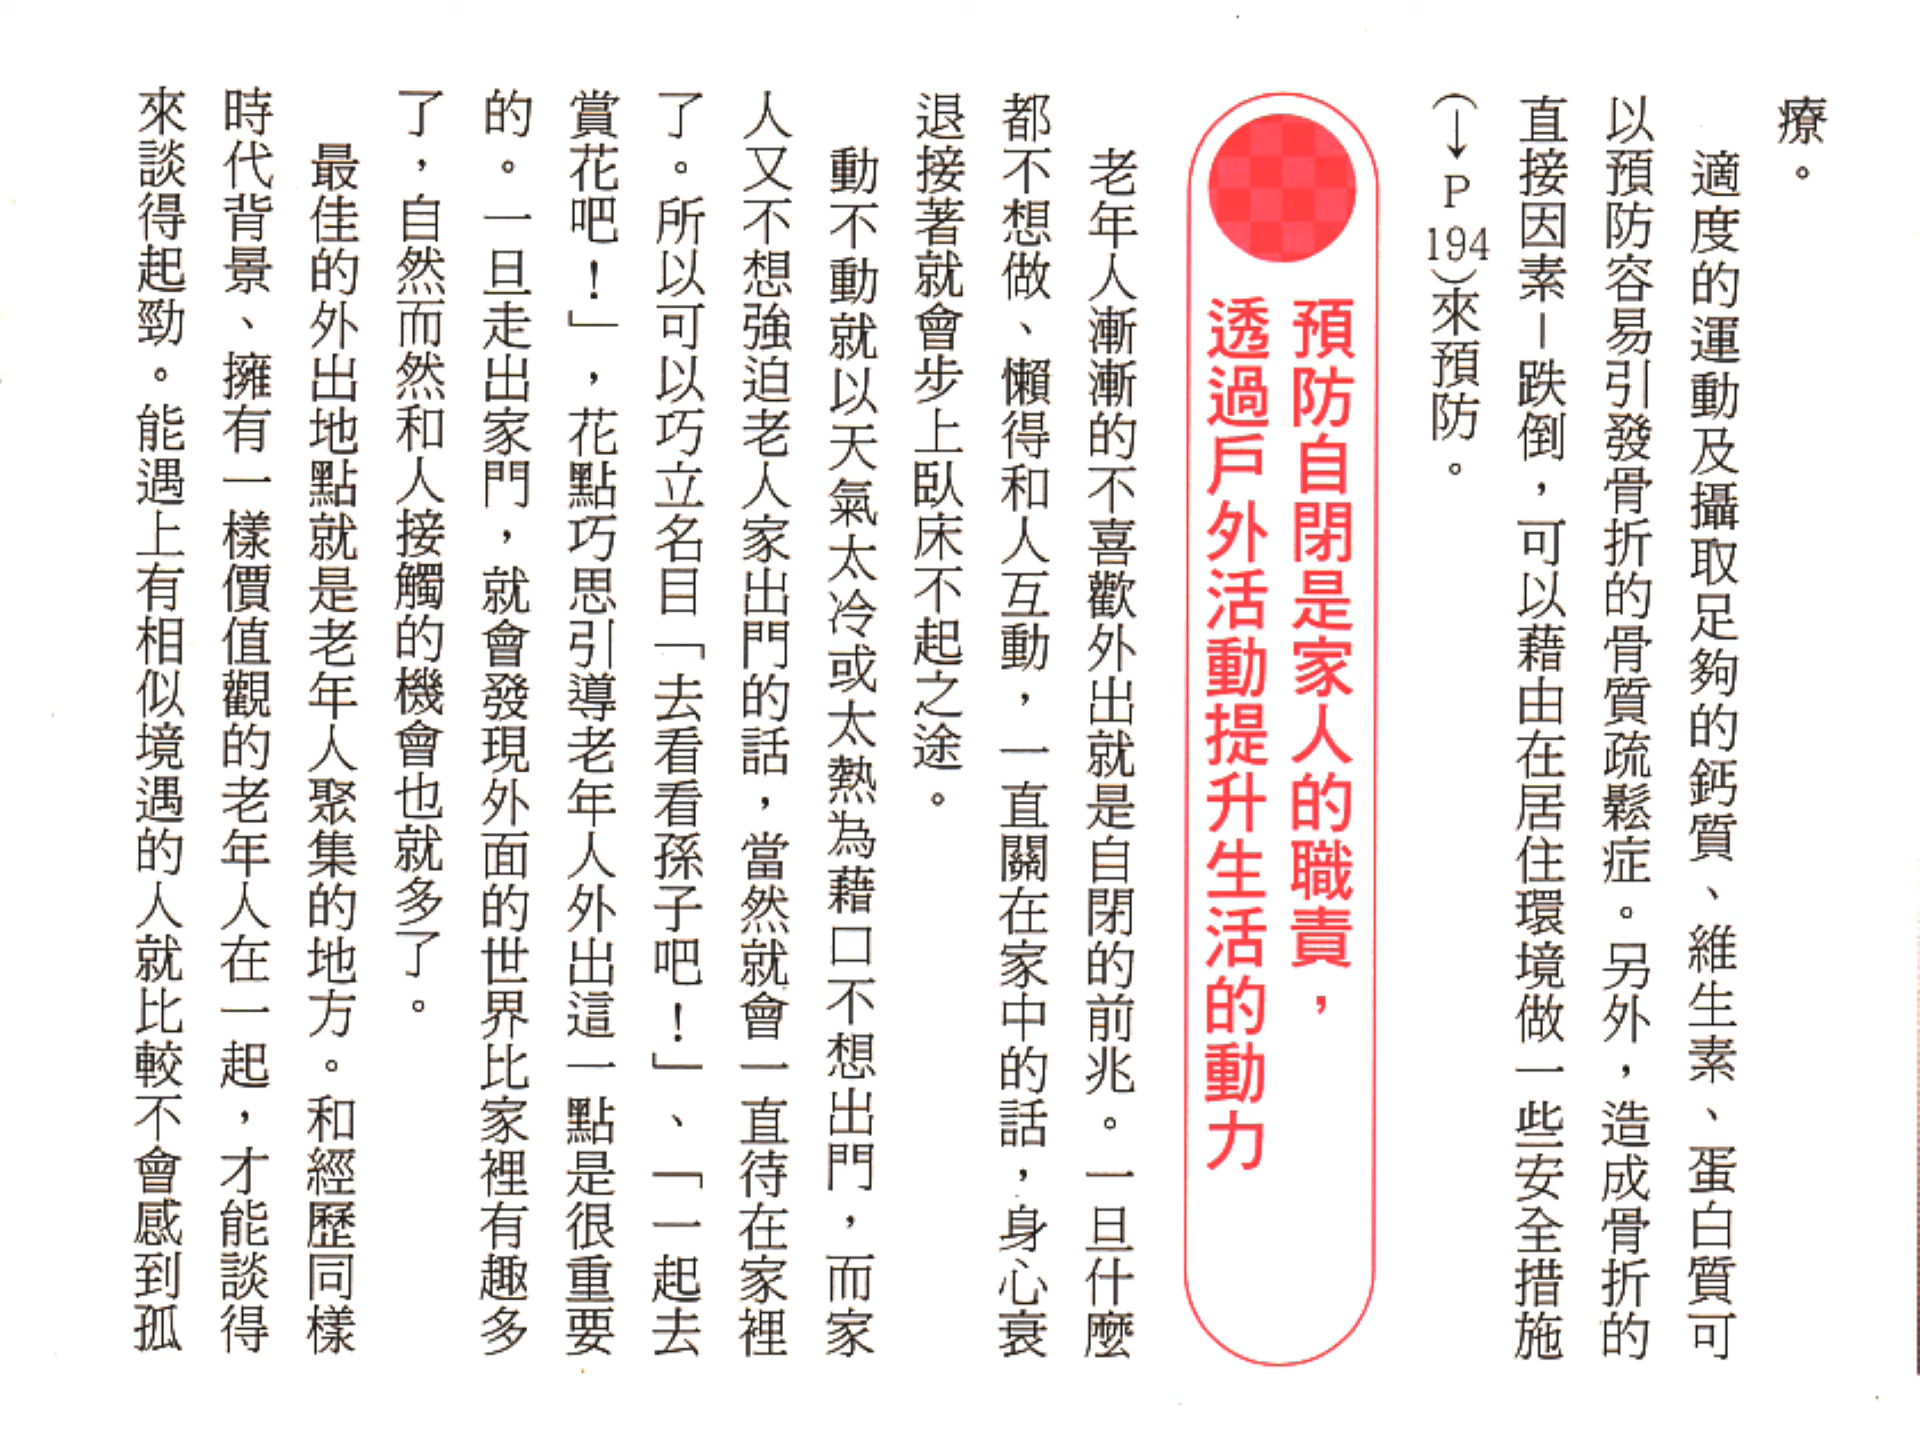 療。
適度的運動及攝取足夠的鈣質、維生素、蛋白質可
以預防容易引發骨折的骨質疏鬆症。另外，造成骨折的
直接因素—跌倒，可以藉由在居住環境做一些安全措施
(→P 194)來預防。
預防自閉是家人的職責，
透過戶外活動提升生活的動力
老年人漸漸的不喜歡外出就是自閉的前兆。一旦什麼
都不想做、懶得和人互動，一直關在家中的話，身心衰
退接著就會步上臥床不起之途。
動不動就以天氣太冷或太熱為藉口不想出門，而家
人又不想強迫老人家出門的話，當然就會一直待在家裡
了。所以可以巧立名目「去看看孫子吧！」、「一起去
賞花吧！」，花點巧思引導老年人外出這一點是很重要
的。一旦走出家門，就會發現外面的世界比家裡有趣多
了，自然而然和人接觸的機會也就多了。
最佳的外出地點就是老年人聚集的地方。和經歷同樣
時代背景、擁有一樣價值觀的老年人在一起，才能談得
來談得起勁。能遇上有相似境遇的人就比較不會感到孤